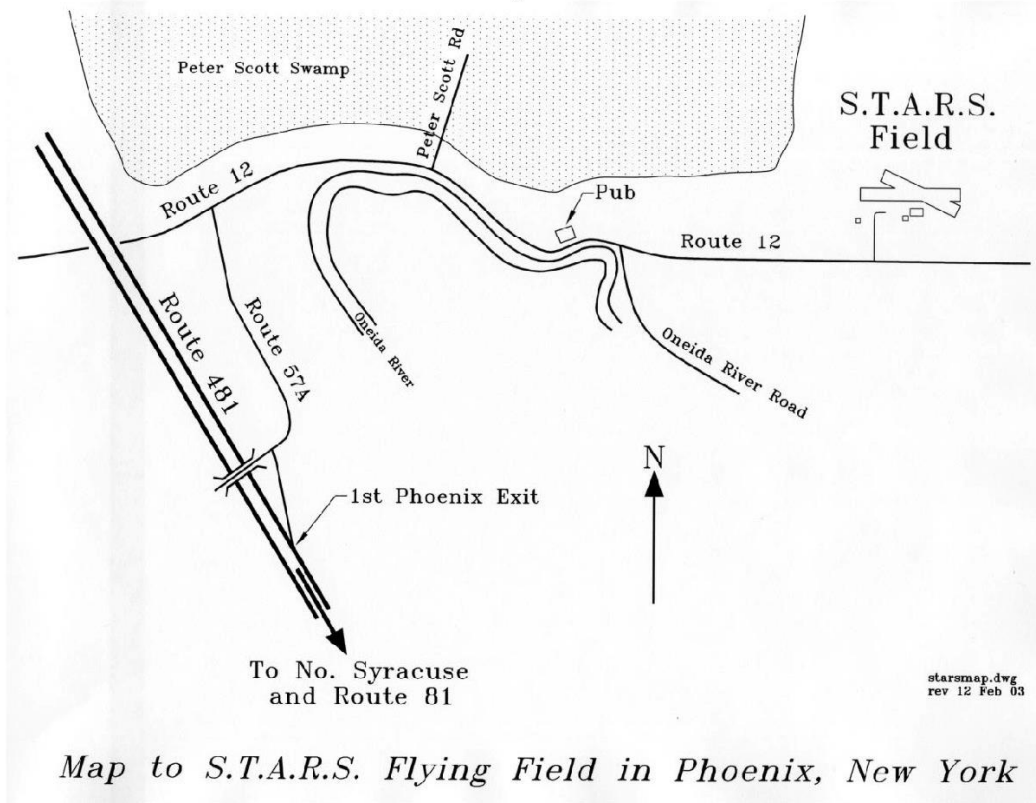 Peter Scott Swamp
Peter Scott Rd
S.T.A.R.S.
Field
Route 12
Pub
Route 12
Route 481
Route 57A
Oneida River
Oneida River Road
N
1st Phoenix Exit
To No. Syracuse
and Route 81
starsmap.dwg
rev 12 Feb 03
Map to S.T.A.R.S. Flying Field in Phoenix, New York